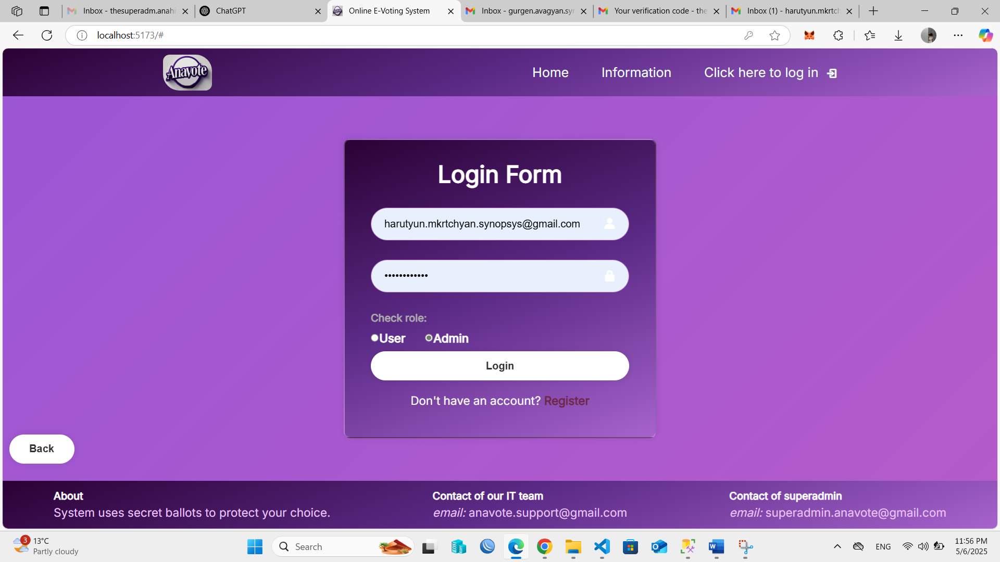 Inbox - thesuperadm.anahi
ChatGPT
Online E-Voting System
Inbox - gurgen.avagyan.syn
Your verification code - the
Inbox (1) - harutyun.mkrtch
localhost:5173/#
Anavote
Home
Information
Click here to log in
Login Form
harutyun.mkrtchyan.synopsys@gmail.com
••••••••••••
Check role:
User
Admin
Login
Don't have an account? Register
Back
About
System uses secret ballots to protect your choice.
Contact of our IT team
email: anavote.support@gmail.com
Contact of superadmin
email: superadmin.anavote@gmail.com
3
13°C
Partly cloudy
Search
ENG
11:56 PM
5/6/2025